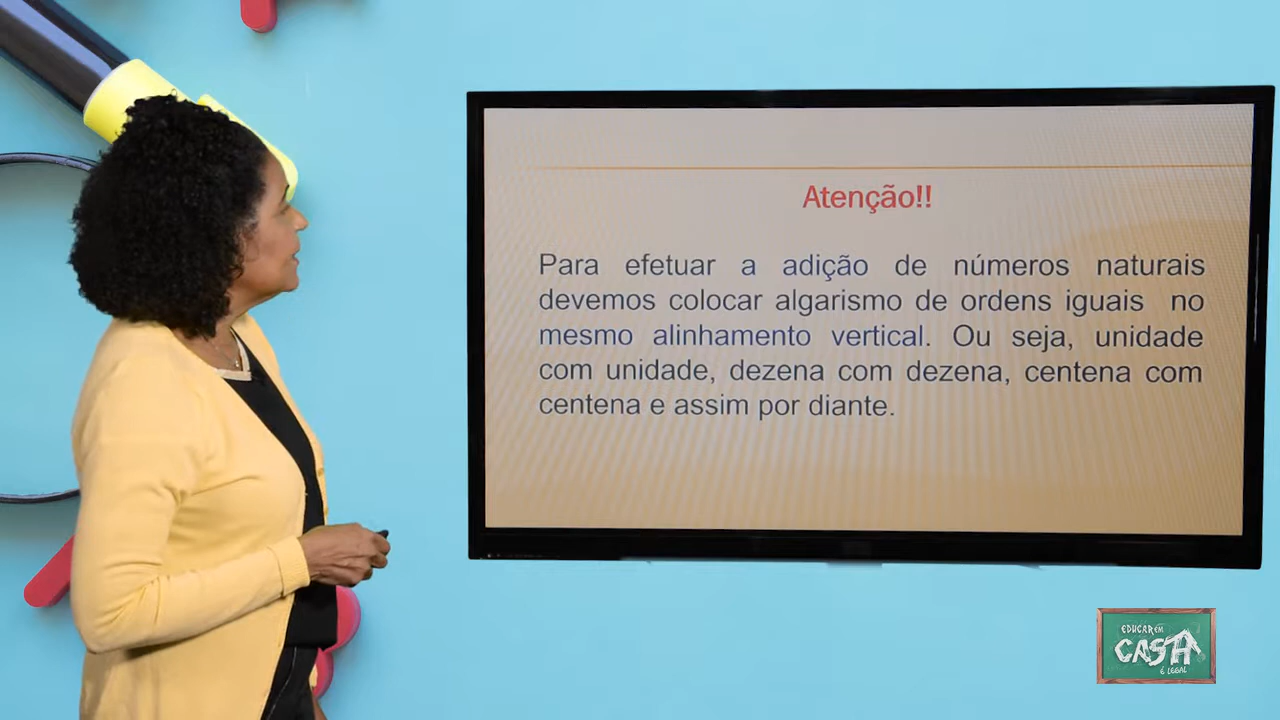 Atenção!!
Para efetuar a adição de números naturais
devemos colocar algarismo de ordens iguais no
mesmo alinhamento vertical. Ou seja, unidade
com unidade, dezena com dezena, centena com
centena e assim por diante.
EDUCAR EM
CASA
É LEGAL